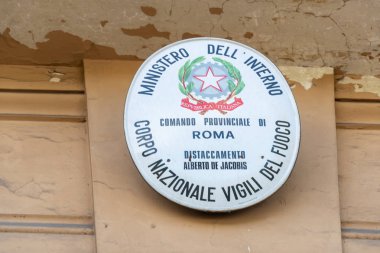 MINISTERO DELL'INTERNO
REPUBBLICA ITALIANA
COMANDO PROVINCIALE DI
ROMA
DISTACCAMENTO
ALBERTO DE JACOBIS
CORPO NAZIONALE VIGILI DEL FUOCO